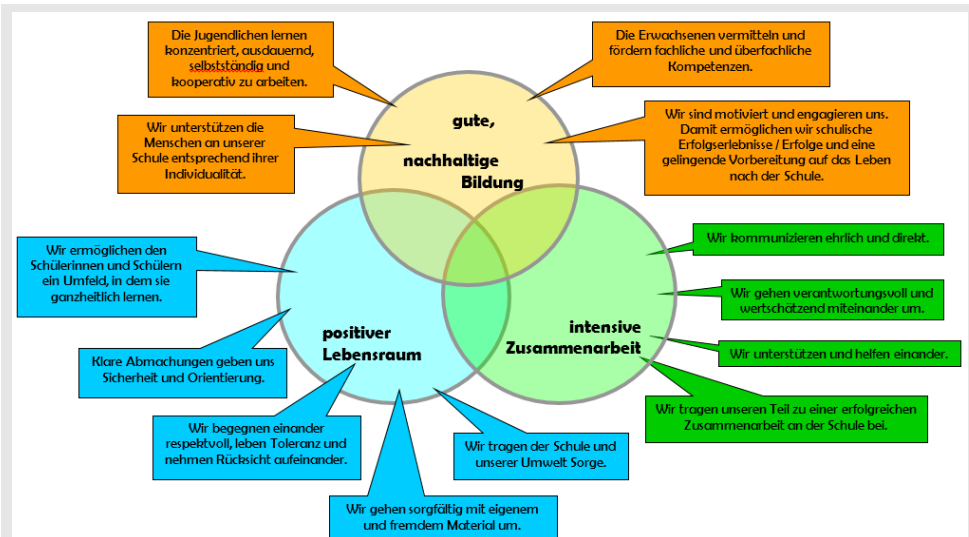 Die Jugendlichen lernen
konzentriert, ausdauernd,
selbstständig und
kooperativ zu arbeiten.
Die Erwachsenen vermitteln und
fördern fachliche und überfachliche
Kompetenzen.
Wir unterstützen die
Menschen an unserer
Schule entsprechend ihrer
Individualität.
gute,
nachhaltige
Bildung
Wir sind motiviert und engagieren uns.
Damit ermöglichen wir schulische
Erfolgserlebnisse / Erfolge und eine
gelingende Vorbereitung auf das Leben
nach der Schule.
Wir ermöglichen den
Schülerinnen und Schülern
ein Umfeld, in dem sie
ganzheitlich lernen.
Wir kommunizieren ehrlich und direkt.
Wir gehen verantwortungsvoll und
wertschätzend miteinander um.
positiver
Lebensraum
intensive
Zusammenarbeit
Klare Abmachungen geben uns
Sicherheit und Orientierung.
Wir unterstützen und helfen einander.
Wir begegnen einander
respektvoll, leben Toleranz und
nehmen Rücksicht aufeinander.
Wir tragen der Schule und
unserer Umwelt Sorge.
Wir tragen unseren Teil zu einer erfolgreichen
Zusammenarbeit an der Schule bei.
Wir gehen sorgfältig mit eigenem
und fremdem Material um.